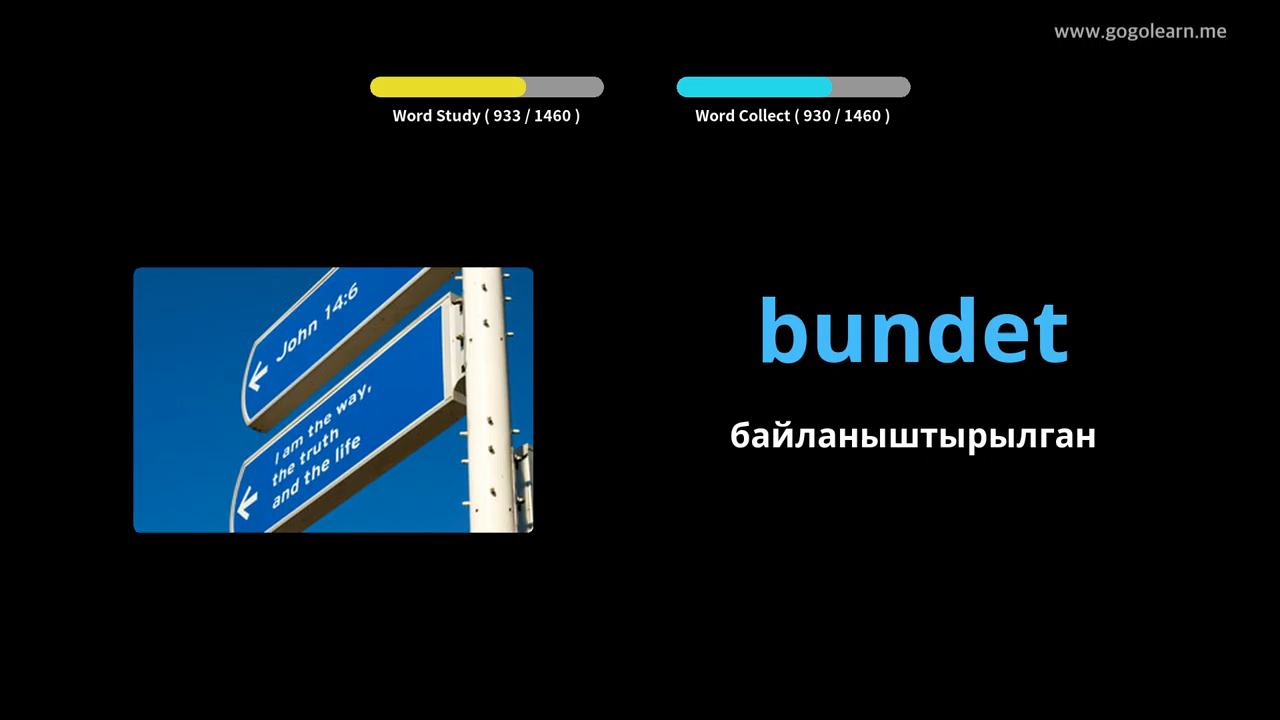 www.gogolearn.me
Word Study ( 933 / 1460 )
Word Collect ( 930 / 1460 )
John 14:6
I am the way,
the truth
and the life
bundet
байланыштырылган